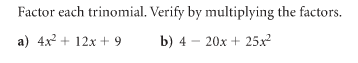 Factor each trinomial. Verify by multiplying the factors.
a) 4x² + 12x + 9 b) 4 − 20x + 25x²